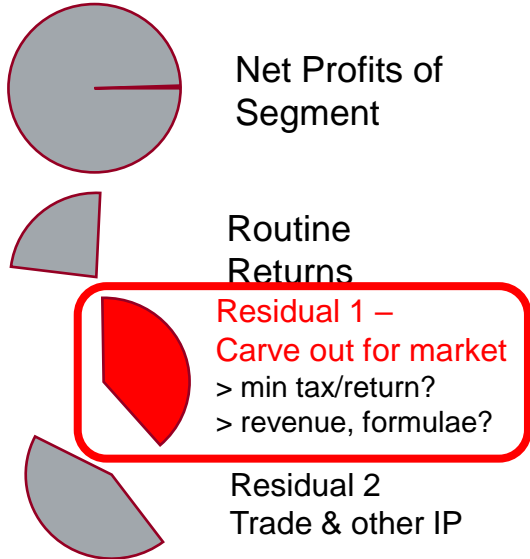 Net Profits of
Segment
Routine
Returns
Residual 1 –
Carve out for market
> min tax/return?
> revenue, formulae?
Residual 2
Trade & other IP